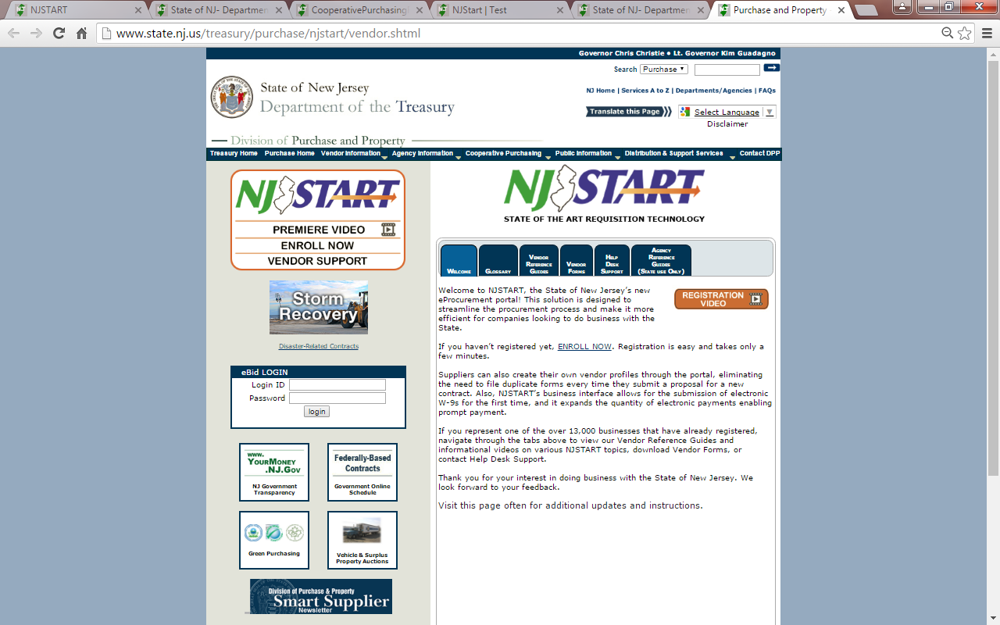 NJSTART
State of NJ- Departmen
CooperativePurchasing
NJStart | Test
State of NJ- Departmen
Purchase and Property
www.state.nj.us/treasury/purchase/njstart/vendor.shtml
Governor Chris Christie • Lt. Governor Kim Guadagno
Search Purchase
State of New Jersey
Department of the Treasury
NJ Home | Services A to Z | Departments/Agencies | FAQs
Translate this Page
Select Language
Disclaimer
Division of Purchase and Property
Treasury Home Purchase Home Vendor Information Agency Information Cooperative Purchasing Public Information Distribution & Support Services Contact DPP
NJSTART
PREMIERE VIDEO
ENROLL NOW
VENDOR SUPPORT
Storm
Recovery
Disaster-Related Contracts
eBid LOGIN
Login ID
Password
login
www.
YourMoney
.NJ.Gov
NJ Government
Transparency
Federally-Based
Contracts
Government Online
Schedule
Green Purchasing
Vehicle & Surplus
Property Auctions
Division of Purchase & Property
Smart Supplier
Newsletter
NJSTART
STATE OF THE ART REQUISITION TECHNOLOGY
Welcome
Glossary
Vendor
Reference
Guides
Vendor
Forms
Help
Desk
Support
Agency
Reference
Guides
(State use Only)
REGISTRATION
VIDEO
Welcome to NJSTART, the State of New Jersey's new
eProcurement portal! This solution is designed to
streamline the procurement process and make it more
efficient for companies looking to do business with the
State.
If you haven't registered yet, ENROLL NOW. Registration is easy and takes only a
few minutes.
Suppliers can also create their own vendor profiles through the portal, eliminating
the need to file duplicate forms every time they submit a proposal for a new
contract. Also, NJSTART's business interface allows for the submission of electronic
W-9s for the first time, and it expands the quantity of electronic payments enabling
prompt payment.
If you represent one of the over 13,000 businesses that have already registered,
navigate through the tabs above to view our Vendor Reference Guides and
informational videos on various NJSTART topics, download Vendor Forms, or
contact Help Desk Support.
Thank you for your interest in doing business with the State of New Jersey. We
look forward to your feedback.
Visit this page often for additional updates and instructions.